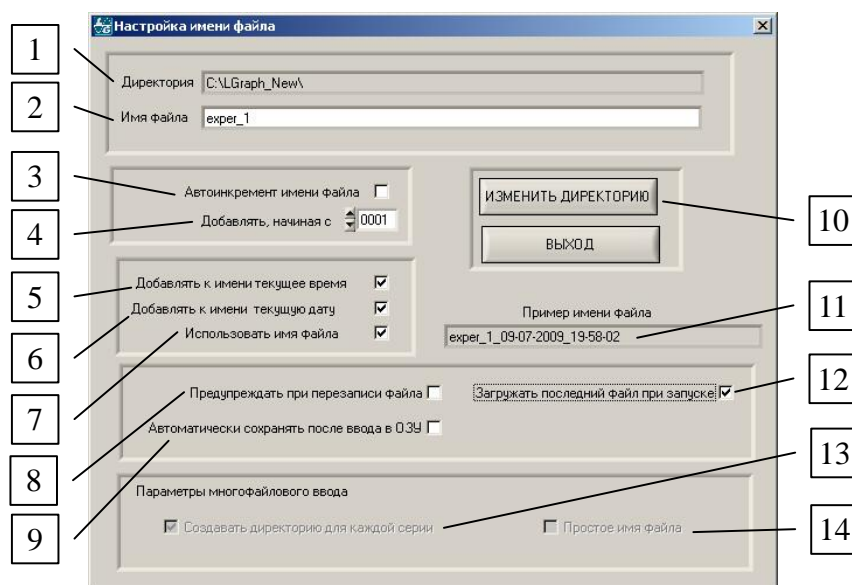 Настройка имени файла
1
Директория C:\LGraph_New\
2
Имя файла exper_1
3
Автоинкремент имени файла
4
Добавлять, начиная с 0001
ИЗМЕНИТЬ ДИРЕКТОРИЮ
10
ВЫХОД
5
Добавлять к имени текущее время
6
Добавлять к имени текущую дату
7
Использовать имя файла
Пример имени файла
11
exper_1_09-07-2009_19-58-02
8
Предупреждать при перезаписи файла
Загружать последний файл при запуске
12
9
Автоматически сохранять после ввода в ОЗУ
13
Параметры многофайлового ввода
Создавать директорию для каждой серии
Простое имя файла
14